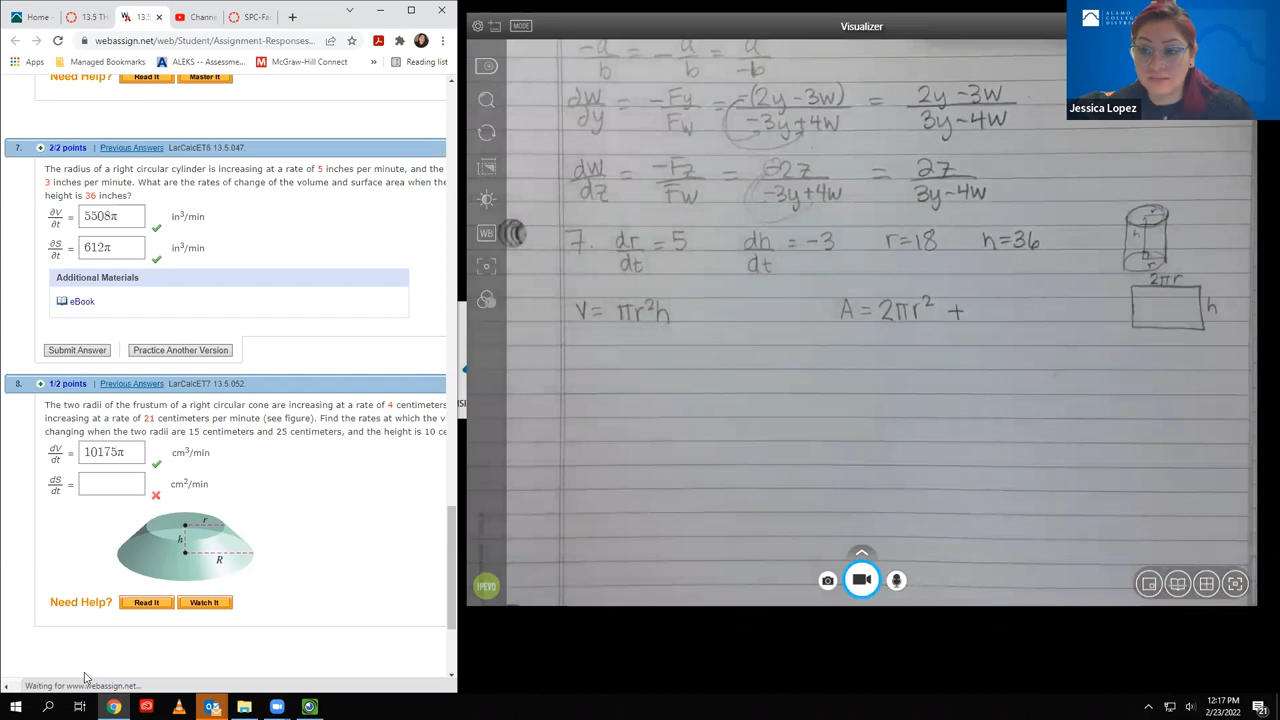 Home -
13.5 TH
13.5
Channe
SPC-Fac
webassign.net/web/Student/Assignment-Responses...
Apps
Managed Bookmarks
ALEKS -- Assessmen...
McGraw-Hill Connect
»
Reading list
Need Help?
Read It
Master It
7.
2/2 points
|
Previous Answers
LarCalcET6 13.5.047.
The radius of a right circular cylinder is increasing at a rate of 5 inches per minute, and the
3 inches per minute. What are the rates of change of the volume and surface area when the
height is 36 inches?
∂V/∂t = 5508π in³/min
∂S/∂t = 612π in²/min
Additional Materials
eBook
Submit Answer
|
Practice Another Version
8.
1/2 points
|
Previous Answers
LarCalcET7 13.5.052.
The two radii of the frustum of a right circular cone are increasing at a rate of 4 centimeters
increasing at a rate of 21 centimeters per minute (see figure). Find the rates at which the v
changing when the two radii are 15 centimeters and 25 centimeters, and the height is 10 ce
dV/dt = 10175π cm³/min
dS/dt = cm²/min
r
h
R
Need Help?
Read It
Watch It
Waiting for www.webassign.net...
MODE
Visualizer
WB
IPEVO
-a/b = -a/b = a/-b
dw/dy = -Fy/Fw = -(2y-3w)/-3y+4w = 2y-3w/3y-4w
dw/dz = -Fz/Fw = -2z/-3y+4w = 2z/3y-4w
7. dr/dt = 5 dh/dt = -3 r=18 h=36
V = πr²h A = 2πr² +
r
h
r
2πr
h
ALAMO
COLLEGES
DISTRICT
Jessica Lopez
12:17 PM
2/23/2022
21